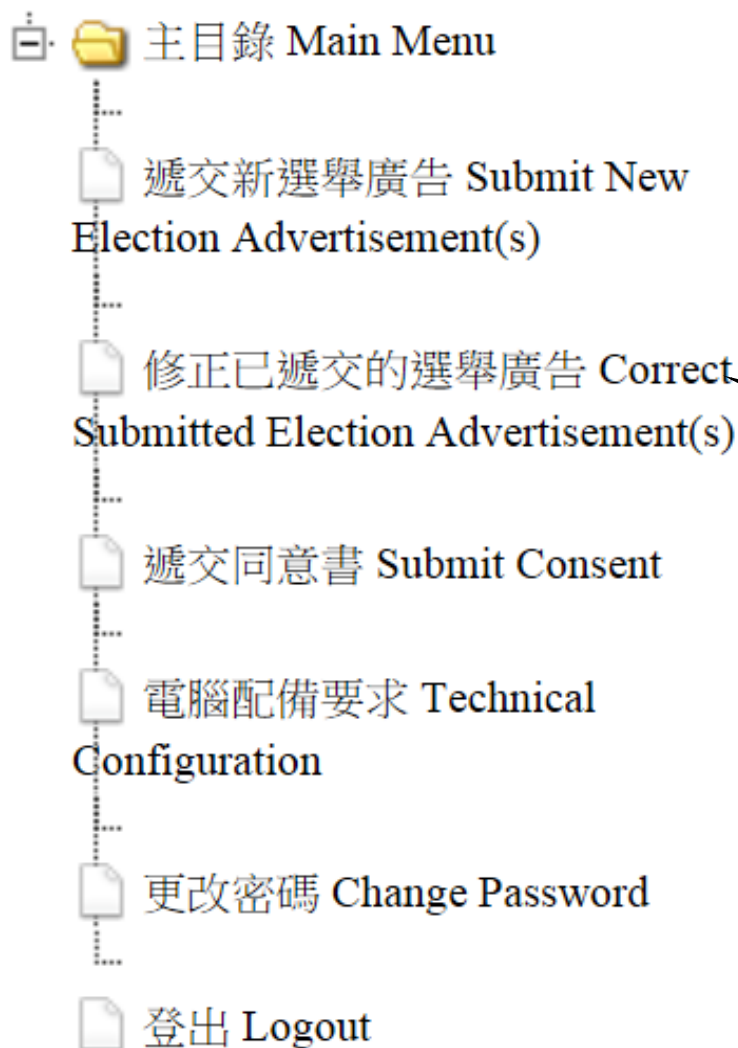 主目錄 Main Menu
遞交新選舉廣告 Submit New
Election Advertisement(s)
修正已遞交的選舉廣告 Correct
Submitted Election Advertisement(s)
遞交同意書 Submit Consent
電腦配備要求 Technical
Configuration
更改密碼 Change Password
登出 Logout